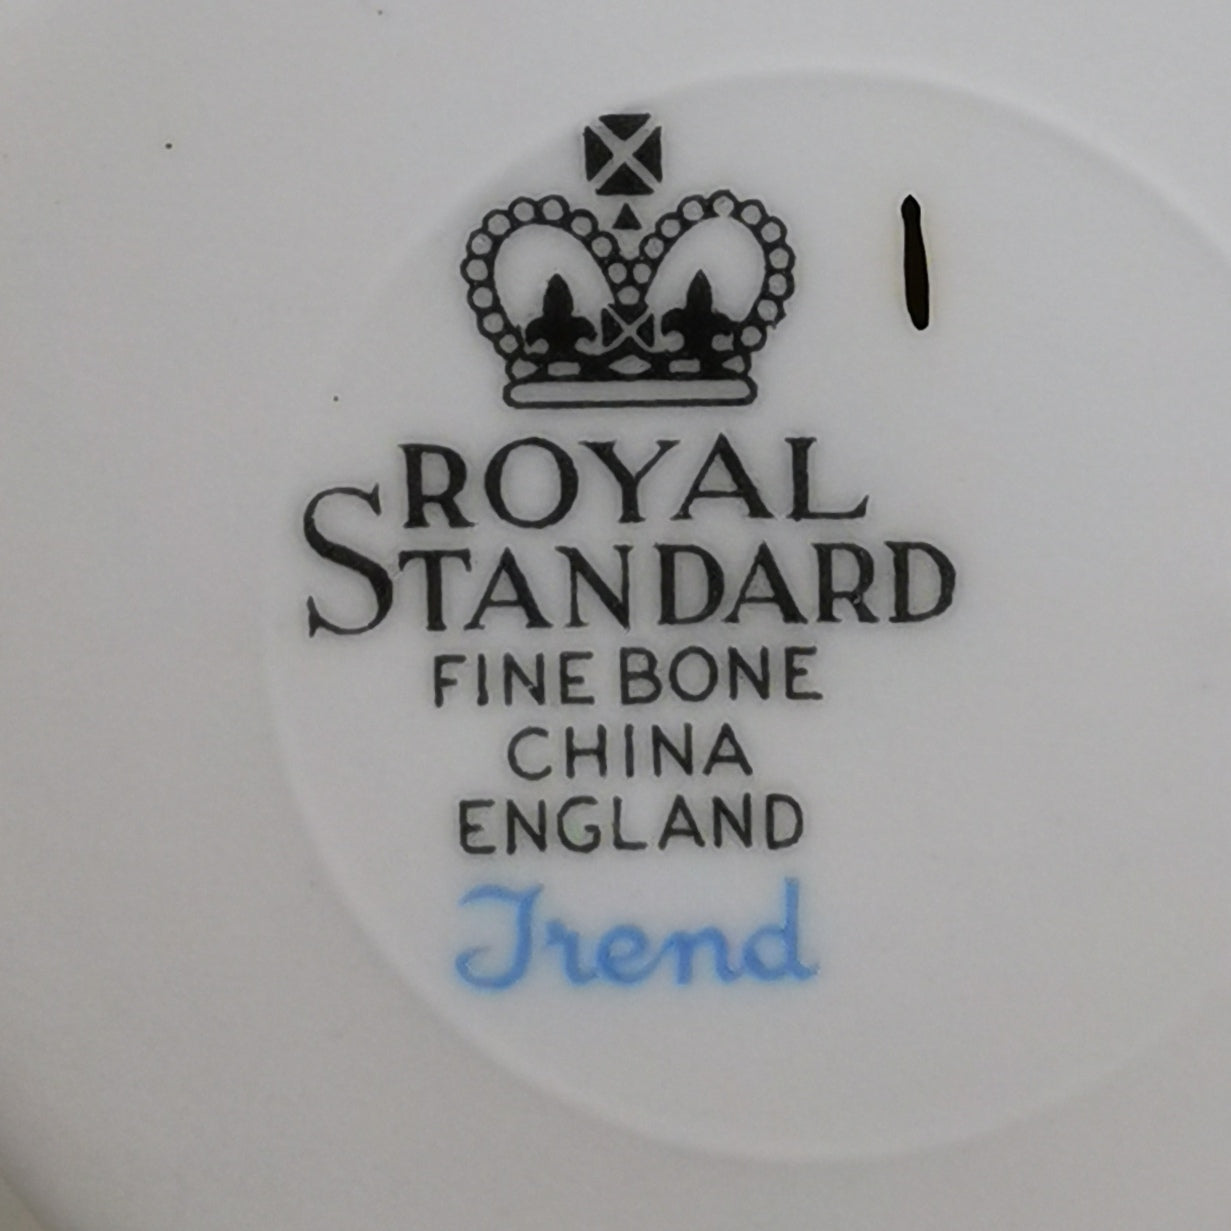 ROYAL
STANDARD
FINE BONE
CHINA
ENGLAND
Trend